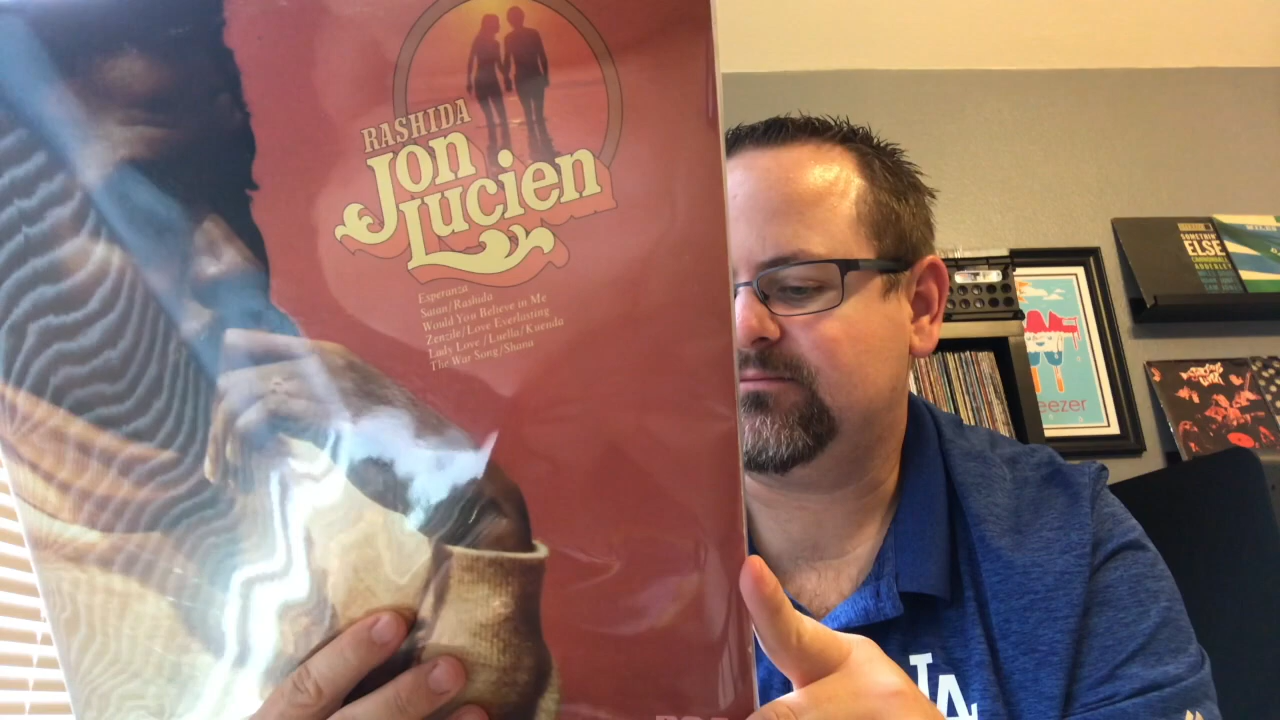 RASHIDA
Jon
Lucien
Esperanza
Satan/Rashida
Would You Believe in Me
Zenzile/Love Everlasting
Lady Love/Luella/Kuenda
The War Song/Shana
SOMETHIN'
ELSE
CANNONBALL
ADDERLEY
eezer
LA